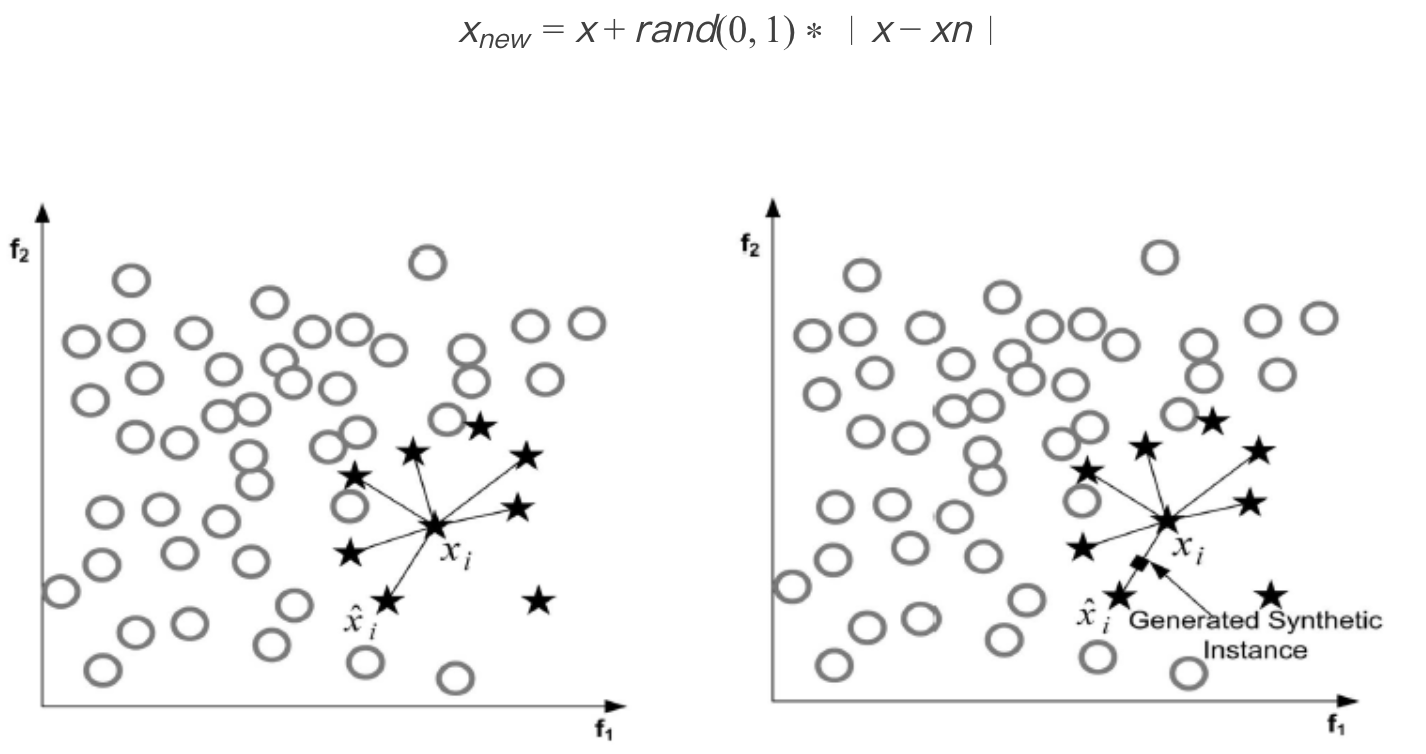 xnew = x + rand(0, 1) ∗ | x − xn |
f₂
xᵢ
x̂ᵢ
f₁
f₂
xᵢ
x̂ᵢ
Generated Synthetic
Instance
f₁